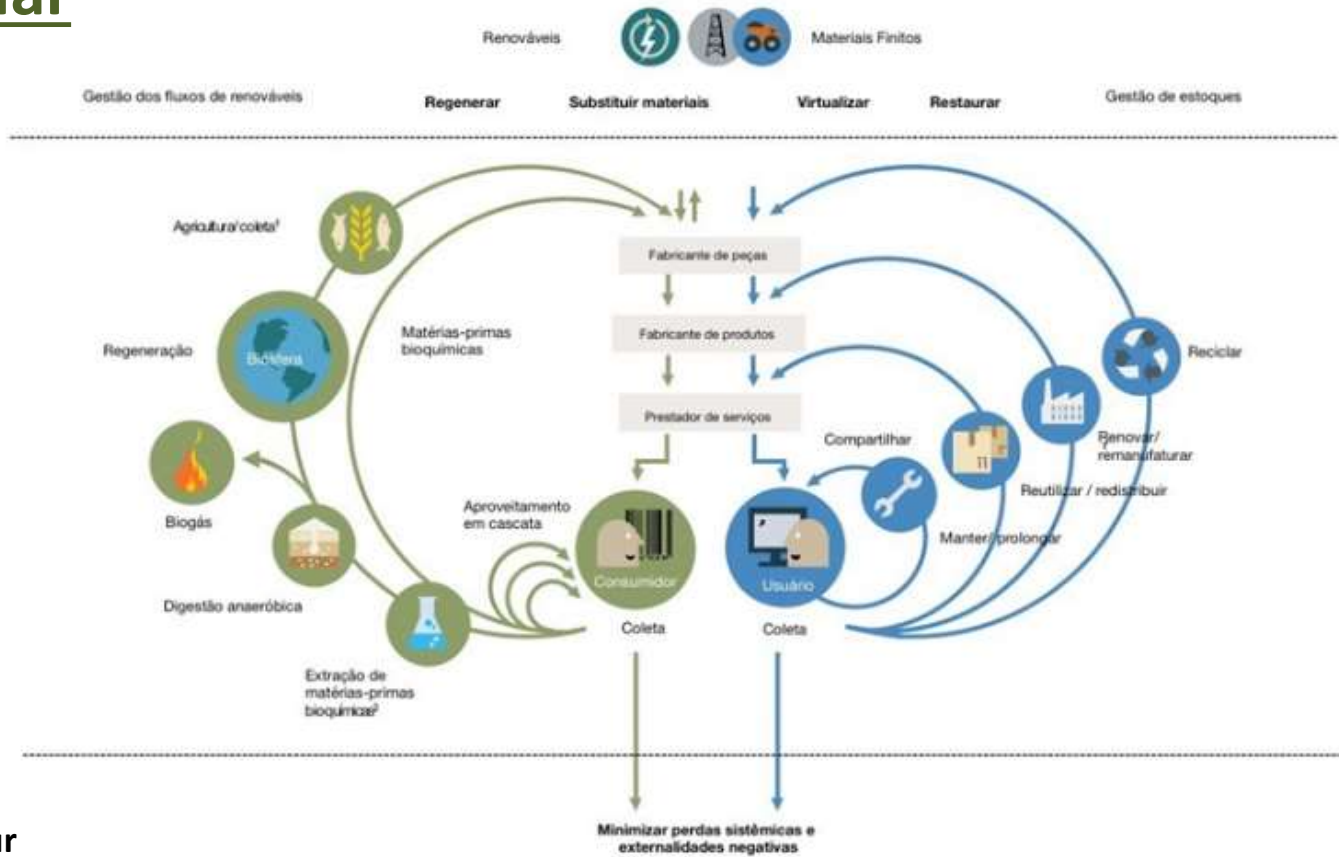 Renováveis
Materiais Finitos
Gestão dos fluxos de renováveis
Regenerar
Substituir materiais
Virtualizar
Restaurar
Gestão de estoques
Agricultura/coleta¹
Fabricante de peças
Matérias-primas
bioquímicas
Fabricante de produtos
Regeneração
Biosfera
Reciclar
Prestador de serviços
Compartilhar
Renovar/
remanufaturar
Reutilizar / redistribuir
Biogás
Aproveitamento
em cascata
Manter/ prolongar
Consumidor
Usuário
Digestão anaeróbica
Coleta
Coleta
Extração de
matérias-primas
bioquímicas²
Minimizar perdas sistêmicas e
externalidades negativas